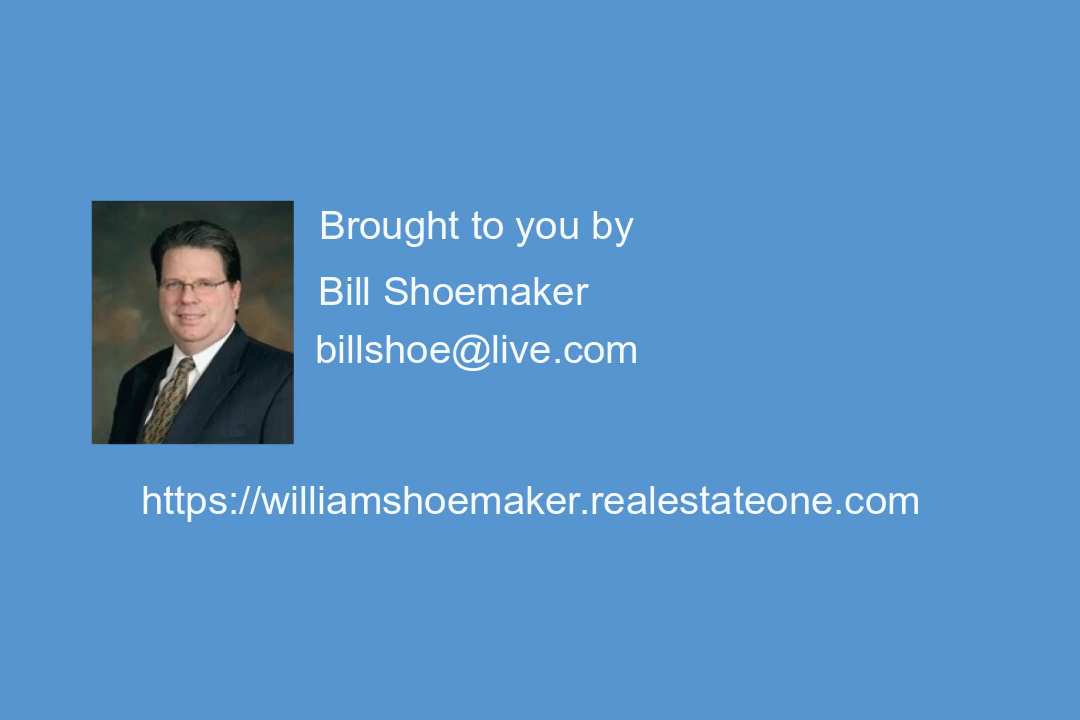 Brought to you by
Bill Shoemaker
billshoe@live.com
https://williamshoemaker.realestateone.com